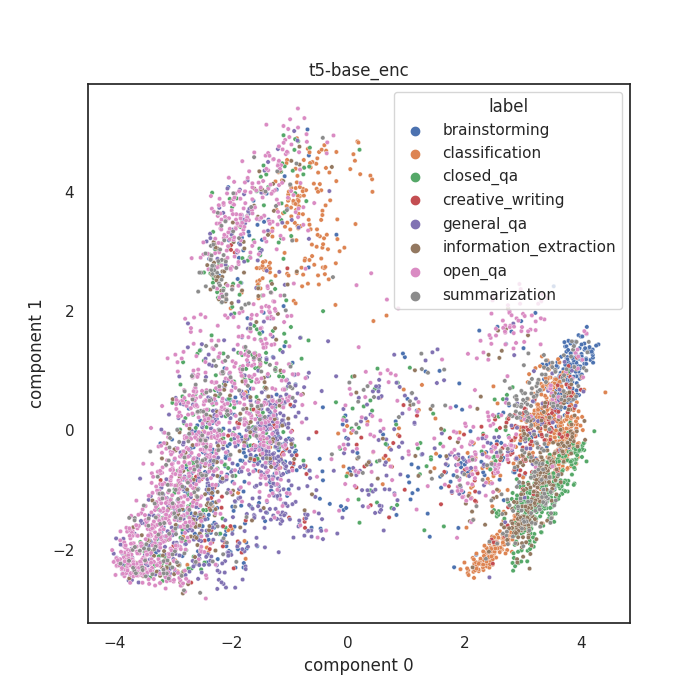 t5-base_enc
label
brainstorming
classification
closed_qa
creative_writing
general_qa
information_extraction
open_qa
summarization
4
2
0
−2
component 1
−4
−2
0
2
4
component 0